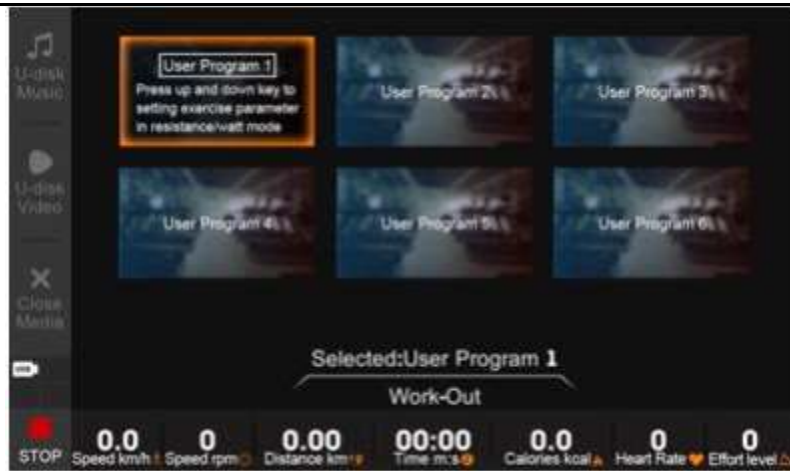 U-disk
Music
U-disk
Video
Close
Media
STOP
User Program 1
Press up and down key to
setting exercise parameter
in resistance/watt mode
User Program 2
User Program 3
User Program 4
User Program 5
User Program 6
Selected:User Program 1
Work-Out
0.0
Speed km/h
0
Speed rpm
0.00
Distance km
00:00
Time m:s
0.0
Calories kcal
0
Heart Rate
0
Effort level